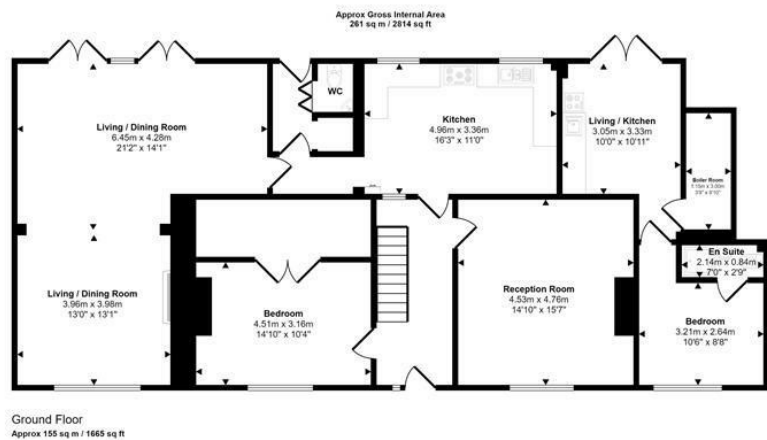 Approx Gross Internal Area
261 sq m / 2814 sq ft
WC
Living / Dining Room
6.45m x 4.28m
21'2" x 14'1"
Kitchen
4.96m x 3.36m
16'3" x 11'0"
Living / Kitchen
3.05m x 3.33m
10'0" x 10'11"
Boiler Room
En Suite
2.14m x 0.84m
7'0" x 2'9"
Living / Dining Room
3.96m x 3.98m
13'0" x 13'1"
Bedroom
4.51m x 3.16m
14'10" x 10'4"
Reception Room
4.53m x 4.76m
14'10" x 15'7"
Bedroom
3.21m x 2.64m
10'6" x 8'8"
Ground Floor
Approx 155 sq m / 1665 sq ft